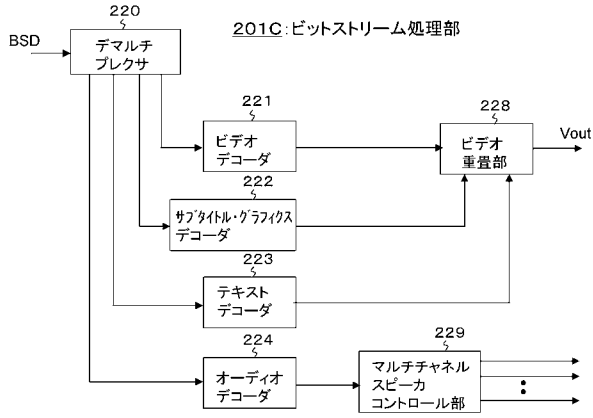 220
201C:ビットストリーム処理部
BSD
デマルチ
プレクサ
221
ビデオ
デコーダ
228
ビデオ
重畳部
Vout
222
サブタイトル・グラフィクス
デコーダ
223
テキスト
デコーダ
224
オーディオ
デコーダ
229
マルチチャネル
スピーカ
コントロール部